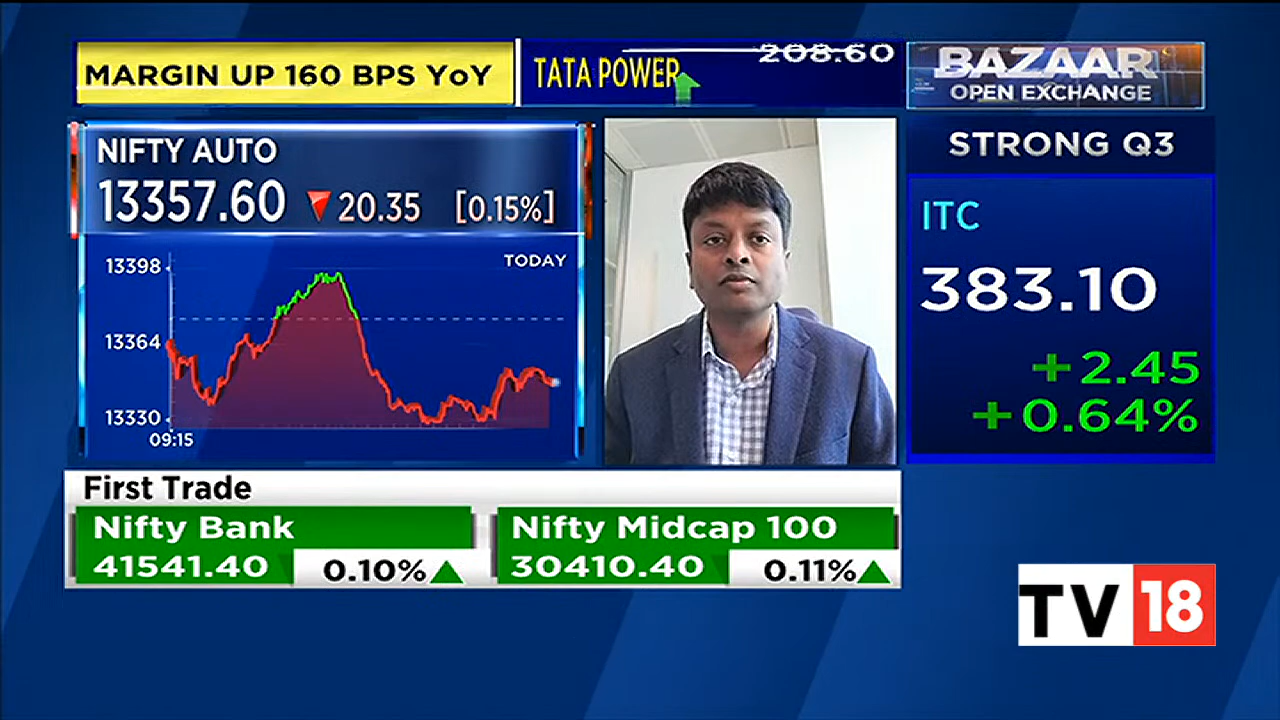 MARGIN UP 160 BPS YoY
TATA POWER
208.60
BAZAAR
OPEN EXCHANGE
NIFTY AUTO
13357.60 ▼ 20.35 [0.15%]
TODAY
13398
13364
13330
09:15
STRONG Q3
ITC
383.10
+2.45
+0.64%
First Trade
Nifty Bank
41541.40 0.10% ▲
Nifty Midcap 100
30410.40 0.11% ▲
TV18